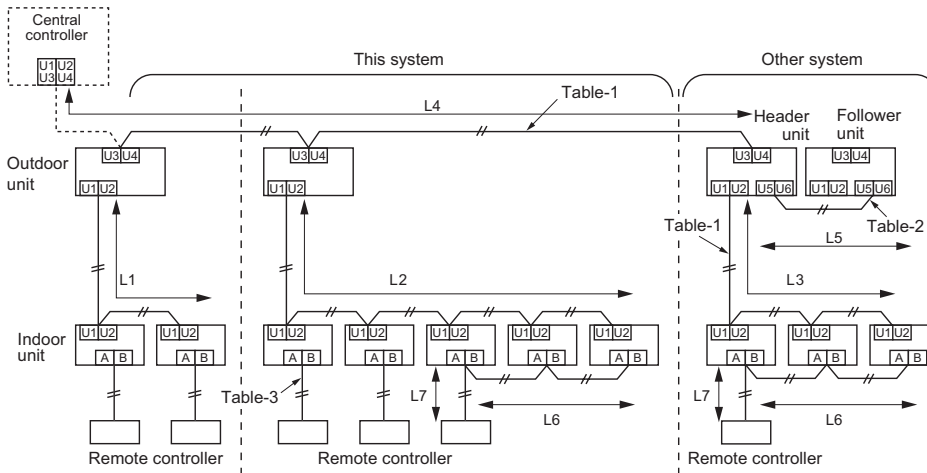 Central
controller
U1 U2
U3 U4
This system
Other system
L4
Table-1
Header
unit
Follower
unit
Outdoor
unit
U3 U4
U3 U4
U3 U4
U3 U4
U1 U2
U1 U2
U1 U2
U5 U6
U1 U2
U5 U6
Table-1
Table-2
L5
L1
L2
L3
Indoor
unit
U1 U2
U1 U2
U1 U2
U1 U2
U1 U2
U1 U2
U1 U2
U1 U2
U1 U2
U1 U2
A B
A B
A B
A B
A B
A B
A B
A B
A B
A B
Table-3
L7
L6
L7
L6
Remote controller
Remote controller
Remote controller